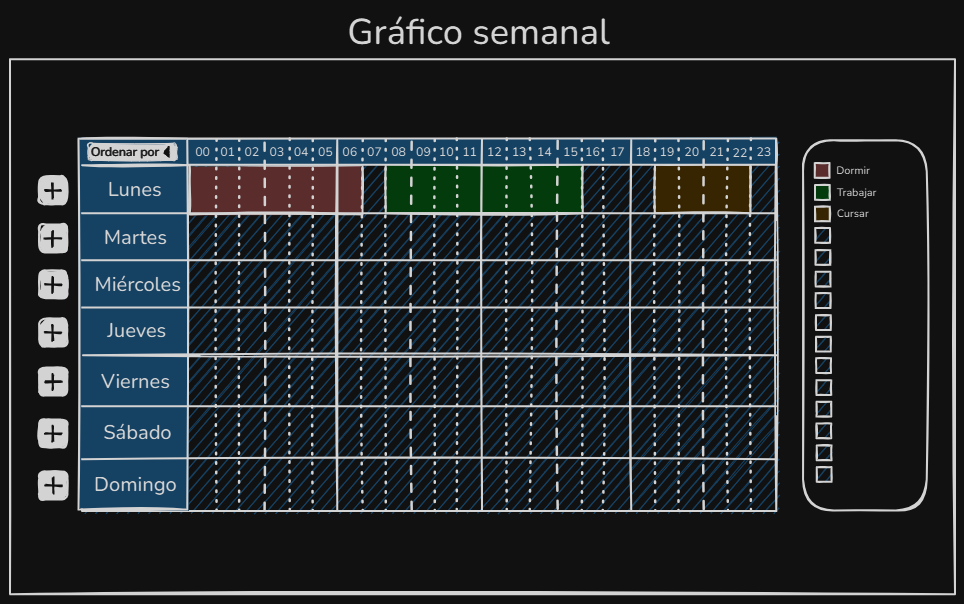 Gráfico semanal
Ordenar por 00 01 02 03 04 05 06 07 08 09 10 11 12 13 14 15 16 17 18 19 20 21 22 23
Lunes
Martes
Miércoles
Jueves
Viernes
Sábado
Domingo
Dormir
Trabajar
Cursar